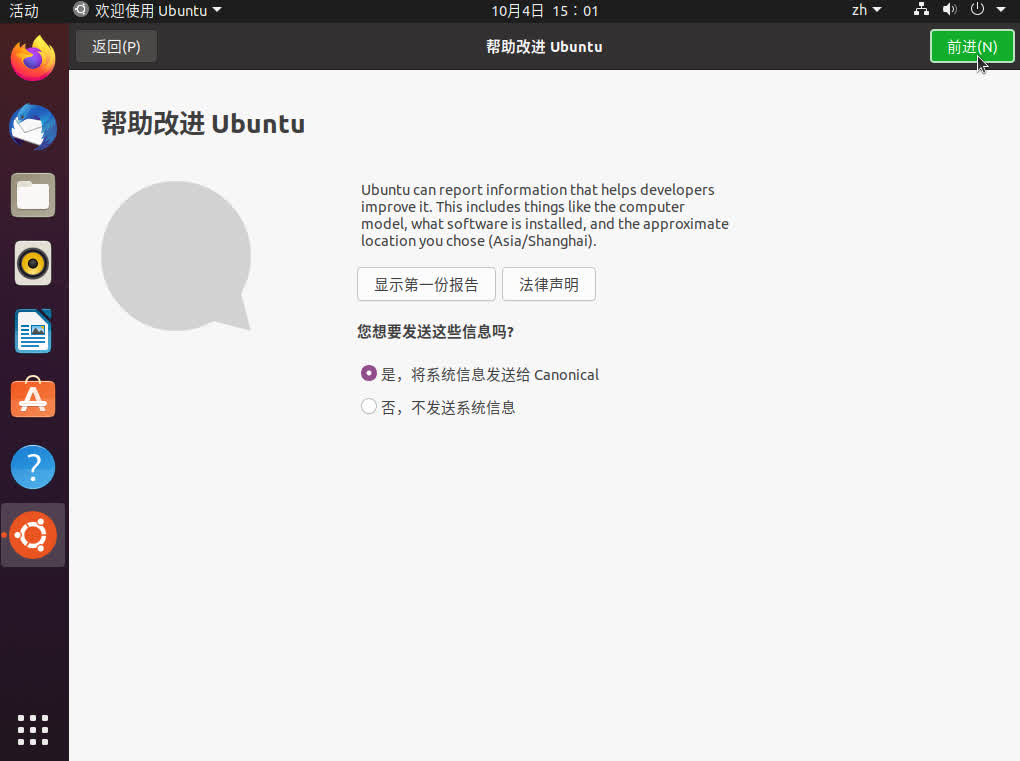 活动 欢迎使用 Ubuntu 10月4日 15：01 zh
返回(P) 帮助改进 Ubuntu 前进(N)
帮助改进 Ubuntu
Ubuntu can report information that helps developers
improve it. This includes things like the computer
model, what software is installed, and the approximate
location you chose (Asia/Shanghai).
显示第一份报告 法律声明
您想要发送这些信息吗?
是，将系统信息发送给 Canonical
否，不发送系统信息